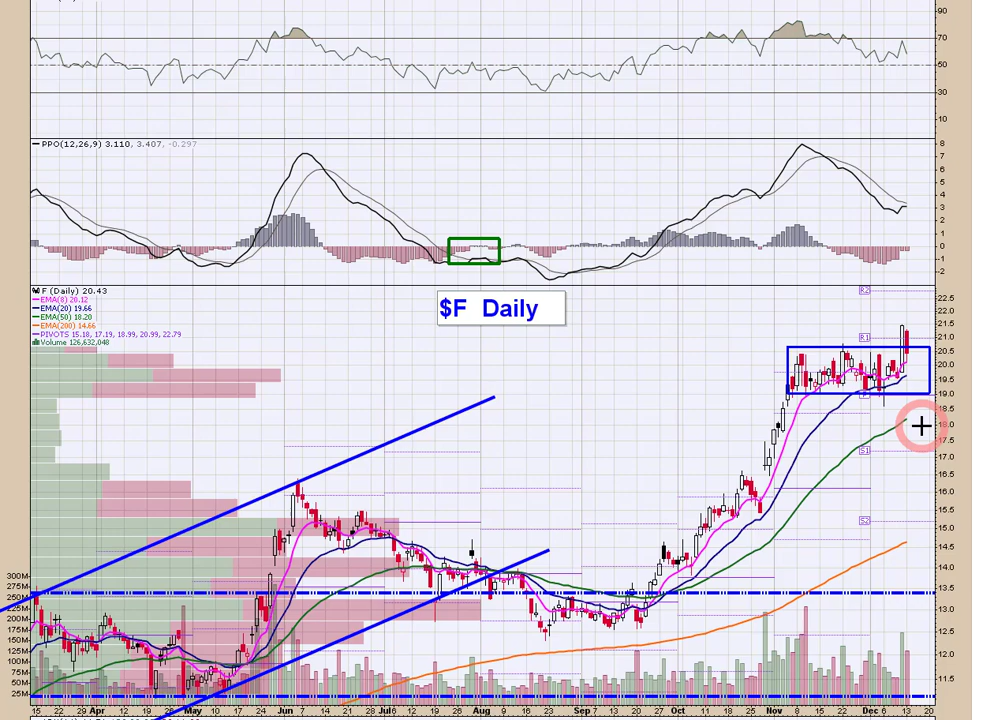 90
70
50
30
10
PPO(12,26,9) 3.110, 3.407, -0.297
8
7
6
5
4
3
2
1
0
-1
-2
F (Daily) 20.43
EMA(8) 20.12
EMA(20) 19.66
EMA(50) 18.20
EMA(200) 14.66
PIVOTS 15.18, 17.19, 18.99, 20.99, 22.79
Volume 126,632,048
$F Daily
R2
R1
P
S1
S2
22.5
22.0
21.5
21.0
20.5
20.0
19.5
19.0
18.5
18.0
17.5
17.0
16.5
16.0
15.5
15.0
14.5
14.0
13.5
13.0
12.5
12.0
11.5
300M
275M
250M
225M
200M
175M
150M
125M
100M
75M
50M
25M
15 22 29 Apr 12 19 26 May 10 17 24 Jun 7 14 21 28 Jul 6 12 19 26 Aug 9 16 23 Sep 7 13 20 27 Oct 11 18 25 Nov 8 15 22 Dec 6 13 20